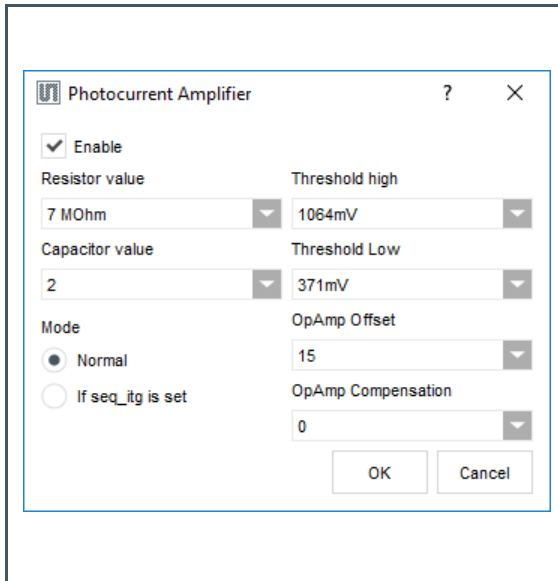 Photocurrent Amplifier ?
Enable
Resistor value
7 MOhm
Capacitor value
2
Mode
Normal
If seq_itg is set
Threshold high
1064mV
Threshold Low
371mV
OpAmp Offset
15
OpAmp Compensation
0
OK
Cancel